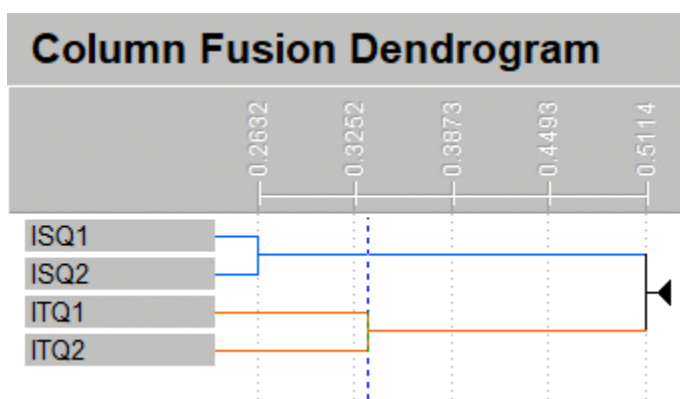 Column Fusion Dendrogram
0.2632 0.3252 0.3873 0.4493 0.5114
ISQ1
ISQ2
ITQ1
ITQ2